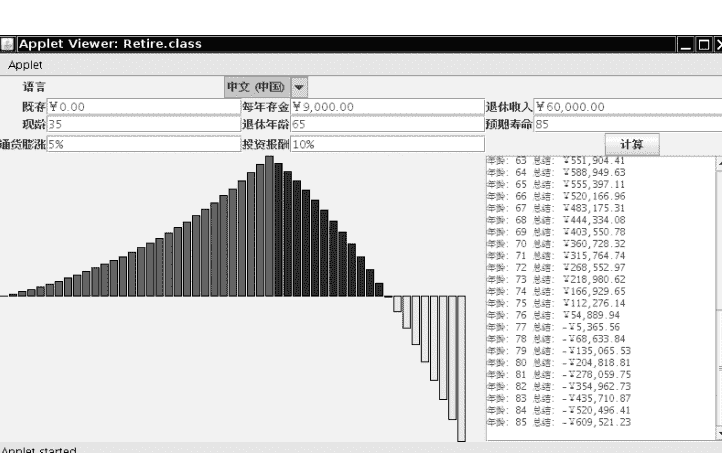 Applet Viewer: Retire.class
Applet
语言 中文 (中国)
既存 ￥0.00 每年存金 ￥9,000.00 退休收入 ￥60,000.00
现龄 35 退休年龄 65 预期寿命 85
通货膨涨 5% 投资报酬 10% 计算
年龄: 63 总结: ￥551,904.41
年龄: 64 总结: ￥588,949.63
年龄: 65 总结: ￥555,397.11
年龄: 66 总结: ￥520,166.96
年龄: 67 总结: ￥483,175.31
年龄: 68 总结: ￥444,334.08
年龄: 69 总结: ￥403,550.78
年龄: 70 总结: ￥360,728.32
年龄: 71 总结: ￥315,764.74
年龄: 72 总结: ￥268,552.97
年龄: 73 总结: ￥218,980.62
年龄: 74 总结: ￥166,929.65
年龄: 75 总结: ￥112,276.14
年龄: 76 总结: ￥54,889.94
年龄: 77 总结: -￥5,365.56
年龄: 78 总结: -￥68,633.84
年龄: 79 总结: -￥135,065.53
年龄: 80 总结: -￥204,818.81
年龄: 81 总结: -￥278,059.75
年龄: 82 总结: -￥354,962.73
年龄: 83 总结: -￥435,710.87
年龄: 84 总结: -￥520,496.41
年龄: 85 总结: -￥609,521.23
Applet started.